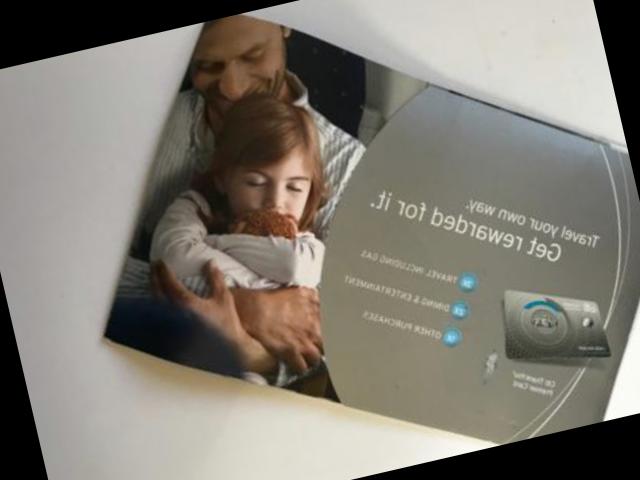 Travel your own way.
Get rewarded for it.
3X TRAVEL INCLUDING GAS
2X DINING & ENTERTAINMENT
1X OTHER PURCHASES
Citi ThankYou®
Premier Card